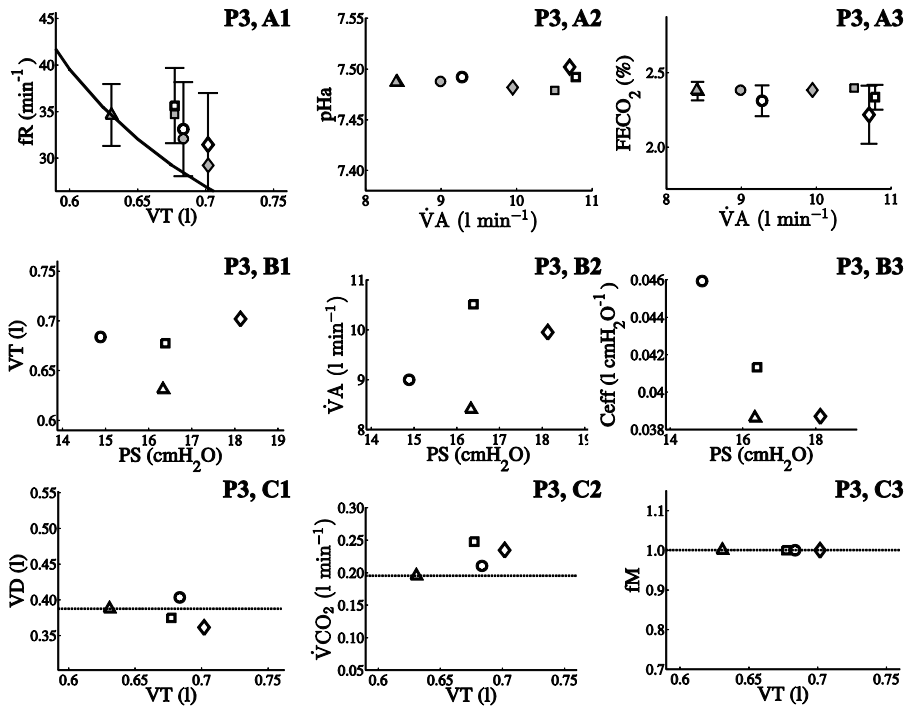 P3, A1
45
40
35
30
fR (min⁻¹)
0.6 0.65 0.7 0.75
VT (l)
P3, A2
7.55
7.50
7.45
7.40
pHa
8 9 10 11
V̇A (l min⁻¹)
P3, A3
2.5
2.0
FECO₂ (%)
8 9 10 11
V̇A (l min⁻¹)
P3, B1
0.75
0.7
0.65
0.6
VT (l)
14 15 16 17 18 19
PS (cmH₂O)
P3, B2
11
10
9
8
V̇A (l min⁻¹)
14 15 16 17 18 19
PS (cmH₂O)
P3, B3
0.046
0.044
0.042
0.04
0.038
Ceff (l cmH₂O⁻¹)
14 16 18
PS (cmH₂O)
P3, C1
0.55
0.50
0.45
0.40
0.35
VD (l)
0.6 0.65 0.7 0.75
VT (l)
P3, C2
0.30
0.25
0.20
0.15
0.10
0.05
V̇CO₂ (l min⁻¹)
0.6 0.65 0.7 0.75
VT (l)
P3, C3
1.1
1.0
0.9
0.8
0.7
fM
0.6 0.65 0.7 0.75
VT (l)